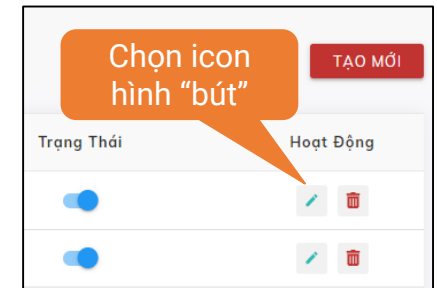 Chọn icon
hình “bút”
TẠO MỚI
Trạng Thái
Hoạt Động